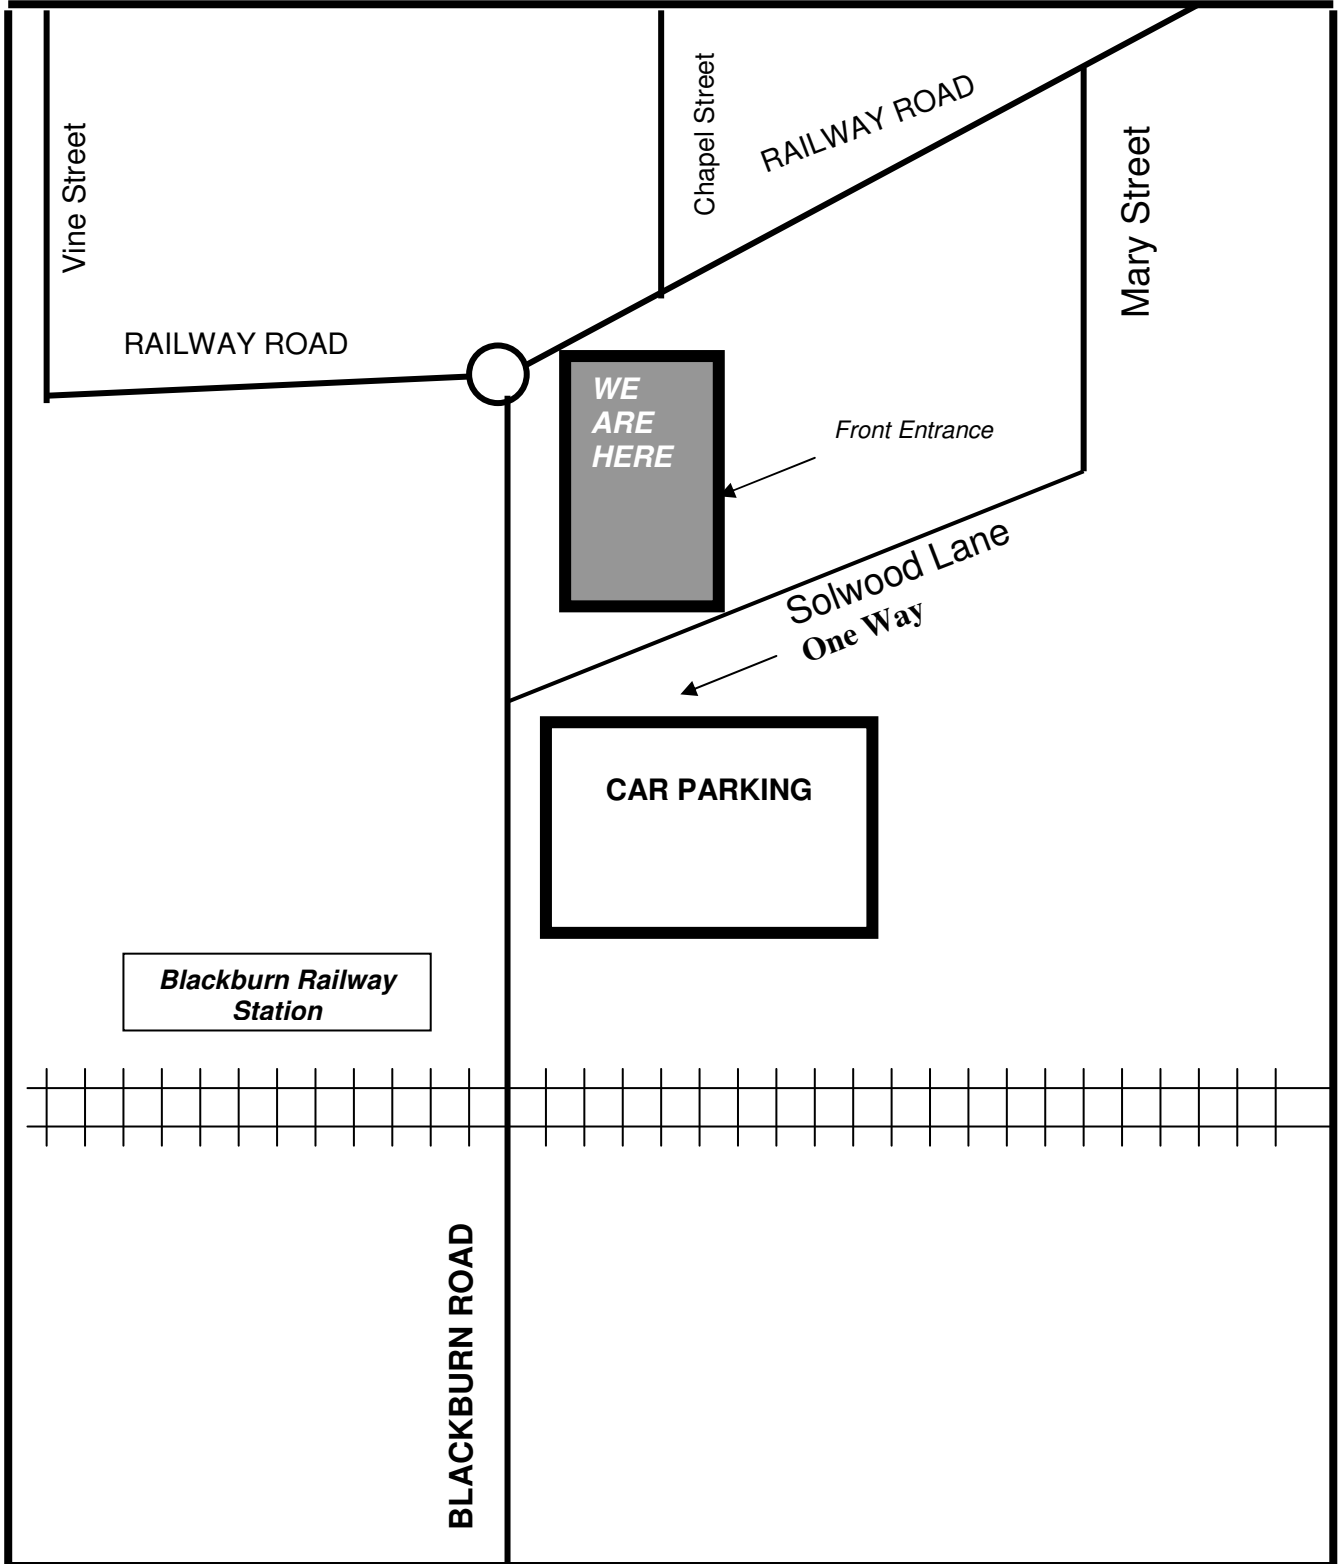 Vine Street
Chapel Street
RAILWAY ROAD
Mary Street
RAILWAY ROAD
WE
ARE
HERE
Front Entrance
Solwood Lane
One Way
CAR PARKING
Blackburn Railway
Station
BLACKBURN ROAD